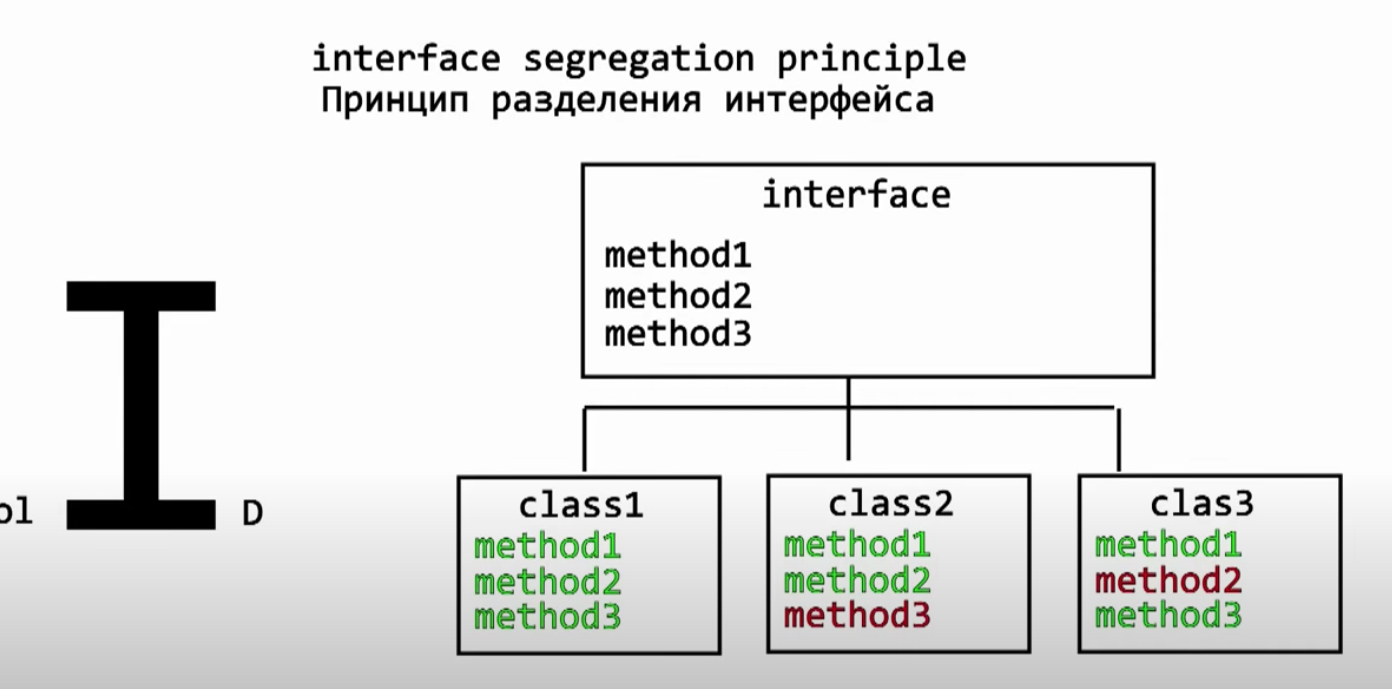 interface segregation principle
Принцип разделения интерфейса
interface
method1
method2
method3
ol I D
class1
method1
method2
method3
class2
method1
method2
method3
clas3
method1
method2
method3